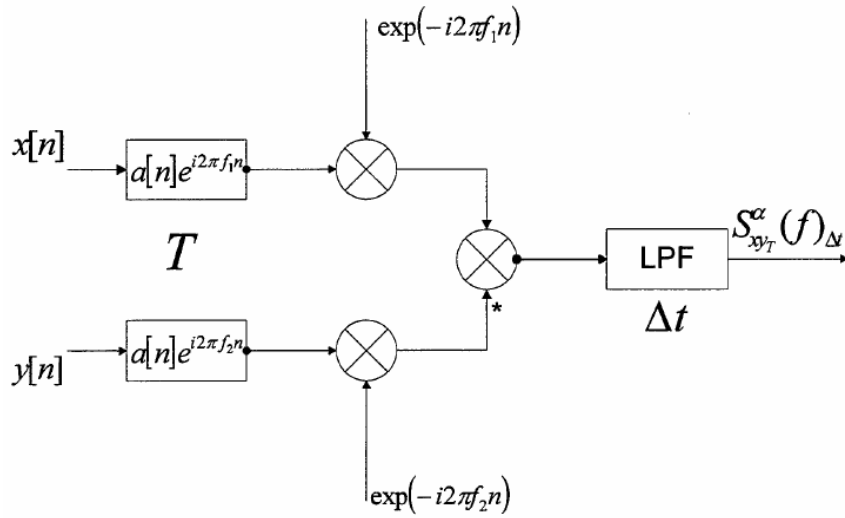 exp(−i2πf₁n)
x[n]
a[n]e^{i2πf₁n}
T
S^α_{xy_T}(f)_{Δt}
LPF
Δt
*
y[n]
a[n]e^{i2πf₂n}
exp(−i2πf₂n)